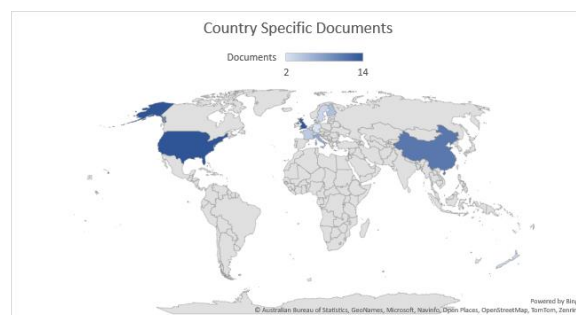 Country Specific Documents
Documents
2 14
Powered by Bing
© Australian Bureau of Statistics, GeoNames, Microsoft, Navinfo, Open Places, OpenStreetMap, TomTom, Zenrin